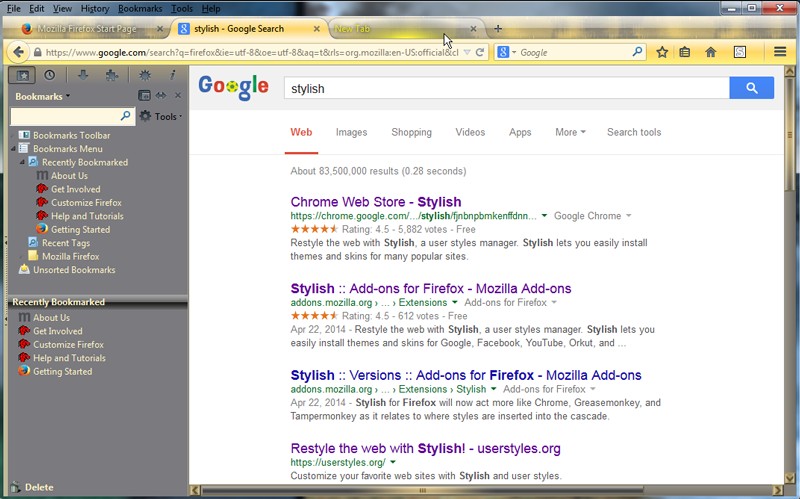 File Edit View History Bookmarks Tools Help
Mozilla Firefox Start Page
stylish - Google Search
New Tab
https://www.google.com/search?q=firefox&ie=utf-8&oe=utf-8&aq=t&rls=org.mozilla:en-US:official&cl
Google
Bookmarks
Tools
Bookmarks Toolbar
Bookmarks Menu
Recently Bookmarked
About Us
Get Involved
Customize Firefox
Help and Tutorials
Getting Started
Recent Tags
Mozilla Firefox
Unsorted Bookmarks
Recently Bookmarked
About Us
Get Involved
Customize Firefox
Help and Tutorials
Getting Started
Delete
Google
stylish
Web Images Shopping Videos Apps More Search tools
About 83,500,000 results (0.28 seconds)
Chrome Web Store - Stylish
https://chrome.google.com/.../stylish/fjnbnpbmkenffdnn... Google Chrome
Rating: 4.5 - 5,882 votes - Free
Restyle the web with Stylish, a user styles manager. Stylish lets you easily install
themes and skins for many popular sites.
Stylish :: Add-ons for Firefox - Mozilla Add-ons
addons.mozilla.org › ... › Extensions Add-ons for Firefox
Rating: 4.5 - 612 votes - Free
Apr 22, 2014 - Restyle the web with Stylish, a user styles manager. Stylish lets you
easily install themes and skins for Google, Facebook, YouTube, Orkut, and ...
Stylish :: Versions :: Add-ons for Firefox - Mozilla Add-ons
addons.mozilla.org › ... › Extensions › Stylish Add-ons for Firefox
Apr 22, 2014 - Stylish for Firefox will now act more like Chrome, Greasemonkey, and
Tampermonkey as it relates to where styles are inserted into the cascade.
Restyle the web with Stylish! - userstyles.org
https://userstyles.org/
Customize your favorite web sites with Stylish and user styles.